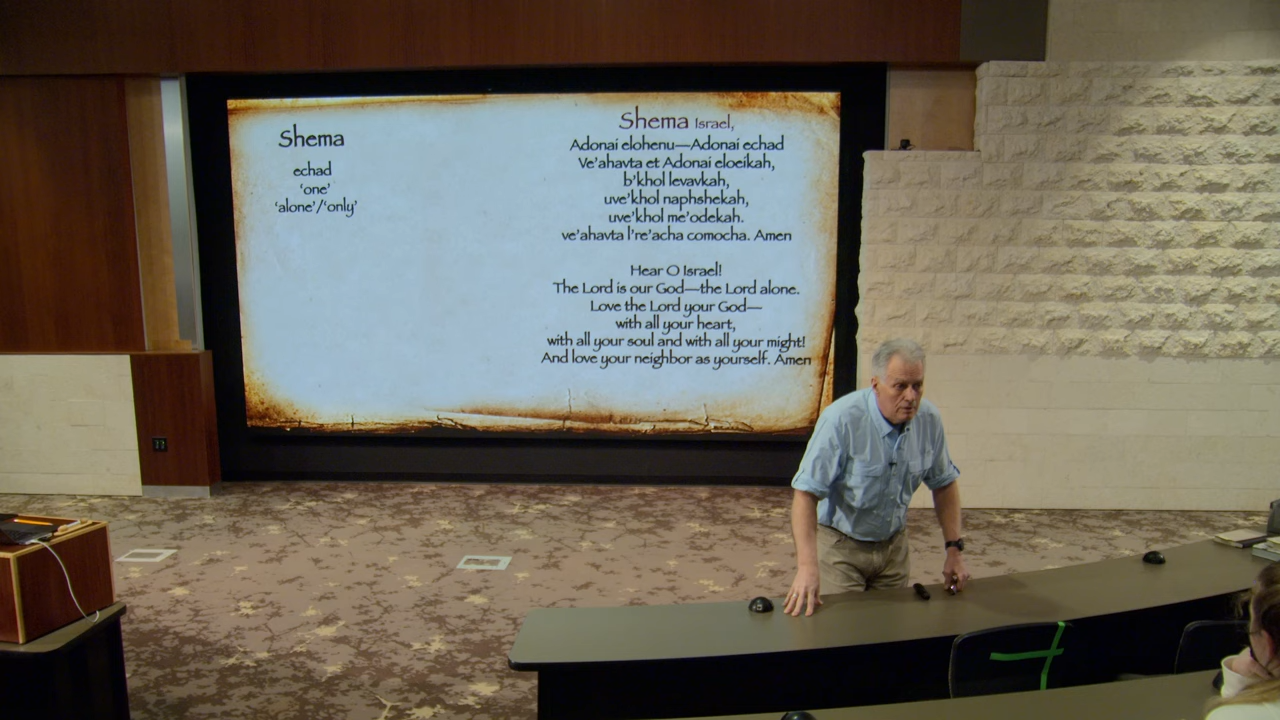 Shema
echad
‘one’
‘alone’/‘only’
Shema Israel,
Adonai elohenu—Adonai echad
Ve’ahavta et Adonai eloeikah,
b’khol levavkah,
uve’khol naphshekah,
uve’khol me’odekah.
ve’ahavta l’re’acha comocha. Amen
Hear O Israel!
The Lord is our God—the Lord alone.
Love the Lord your God—
with all your heart,
with all your soul and with all your might!
And love your neighbor as yourself. Amen